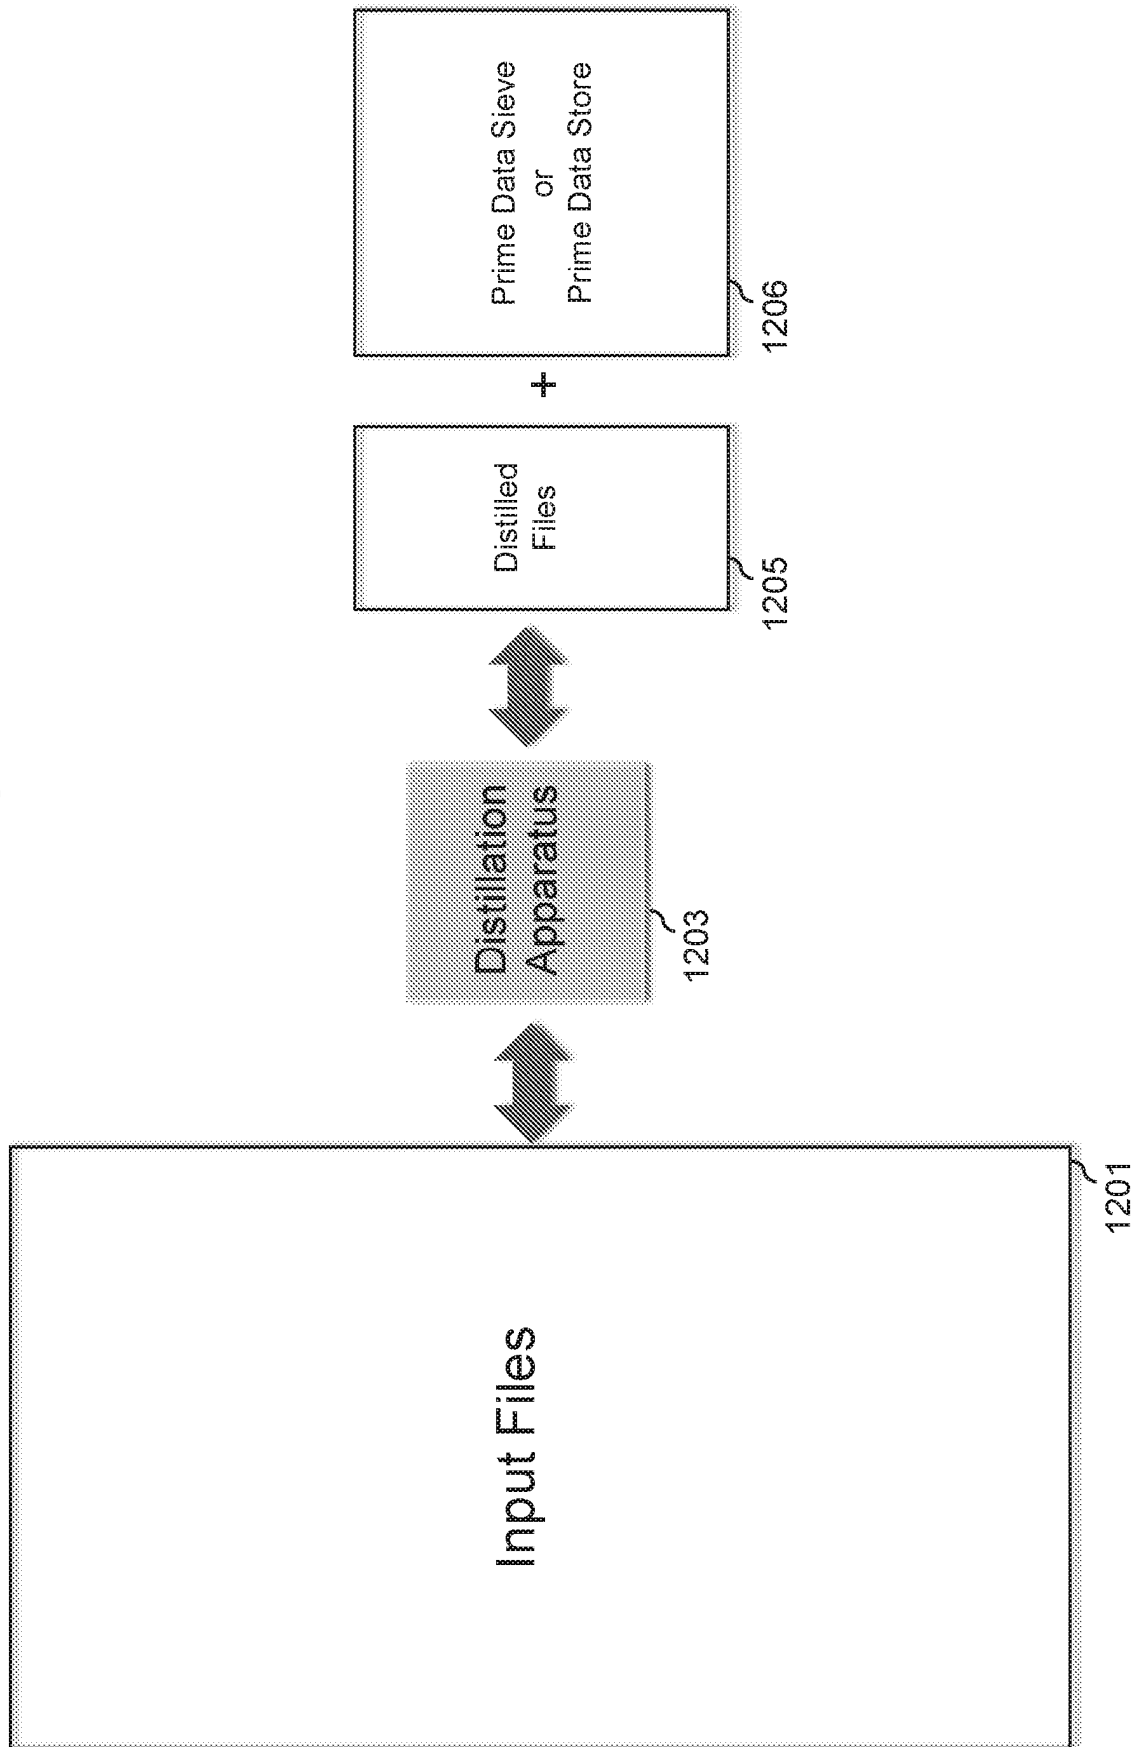 Input Files
1201
Distillation
Apparatus
1203
Distilled
Files
1205
+
Prime Data Sieve
or
Prime Data Store
1206